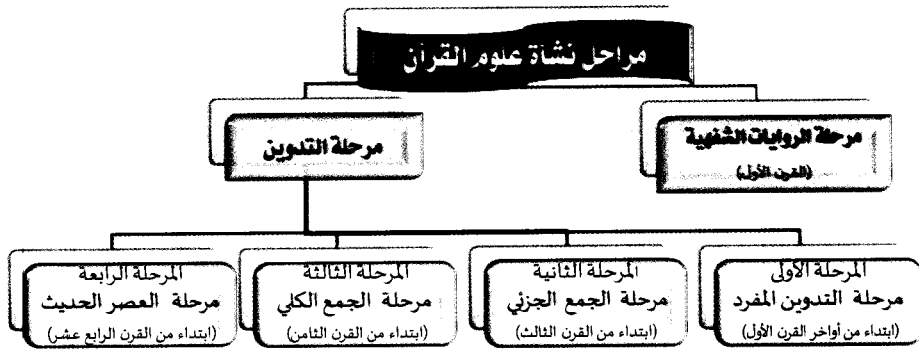 مراحل نشأة علوم القرآن
مرحلة الروايات الشفهية
(القرن الأول)
مرحلة التدوين
المرحلة الأولى
مرحلة التدوين المفرد
(ابتداء من أواخر القرن الأول)
المرحلة الثانية
مرحلة الجمع الجزئي
(ابتداء من القرن الثالث)
المرحلة الثالثة
مرحلة الجمع الكلي
(ابتداء من القرن الثامن)
المرحلة الرابعة
مرحلة العصر الحديث
(ابتداء من القرن الرابع عشر)